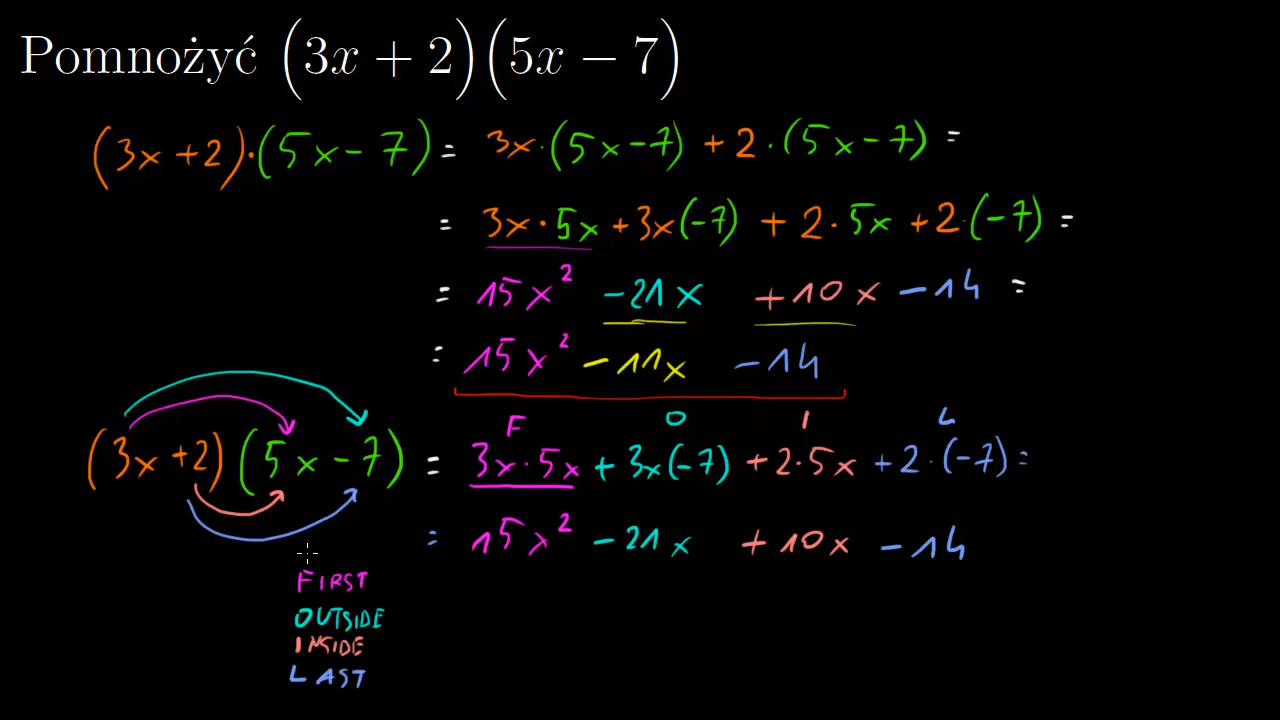 Pomnożyć (3x + 2)(5x − 7)
(3x+2)·(5x−7) = 3x·(5x−7) + 2·(5x−7) =
= 3x·5x + 3x(−7) + 2·5x + 2·(−7) =
= 15x² −21x +10x −14 =
= 15x² −11x −14
F O I L
(3x+2)(5x−7) = 3x·5x + 3x(−7) + 2·5x + 2·(−7) =
= 15x² −21x +10x −14
FIRST
OUTSIDE
INSIDE
LAST